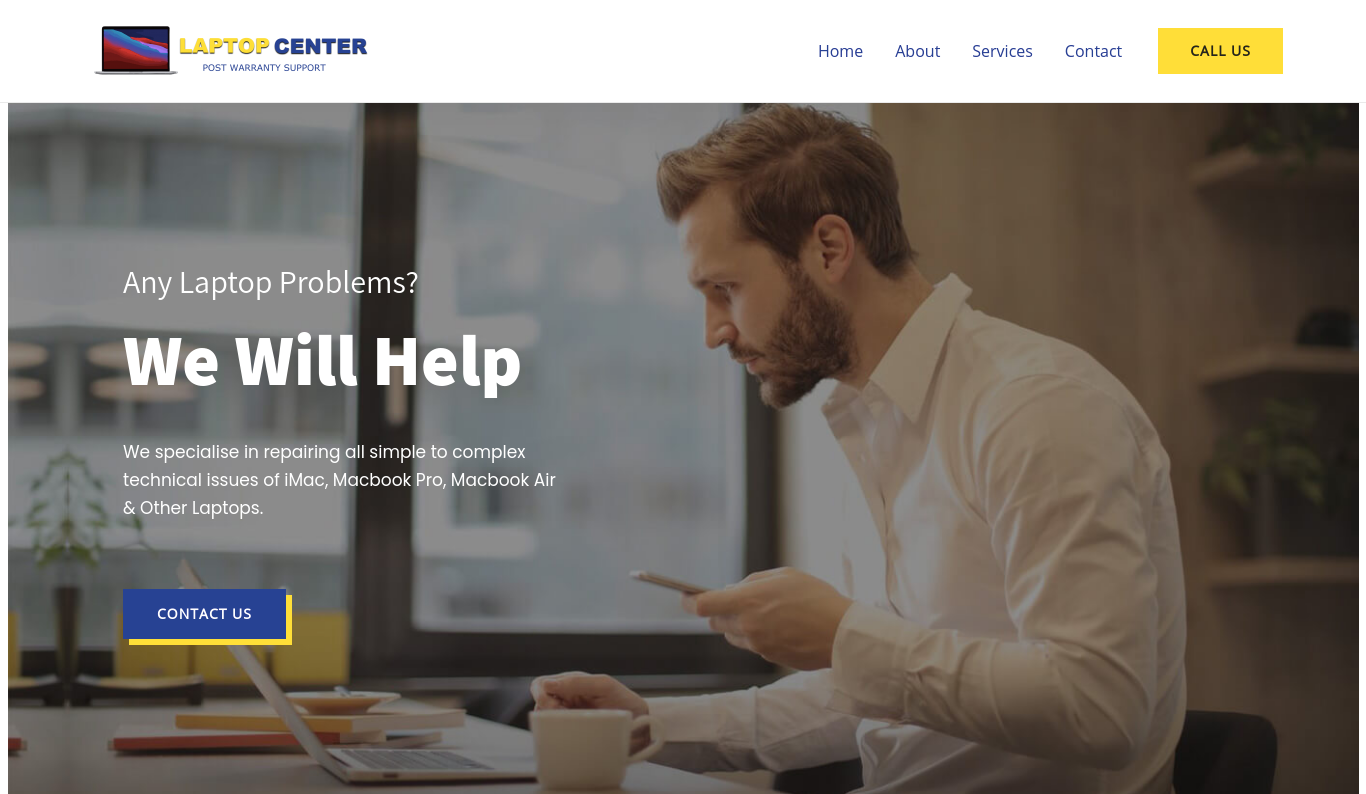 LAPTOP CENTER
POST WARRANTY SUPPORT
Home About Services Contact CALL US
Any Laptop Problems?
We Will Help
We specialise in repairing all simple to complex
technical issues of iMac, Macbook Pro, Macbook Air
& Other Laptops.
CONTACT US